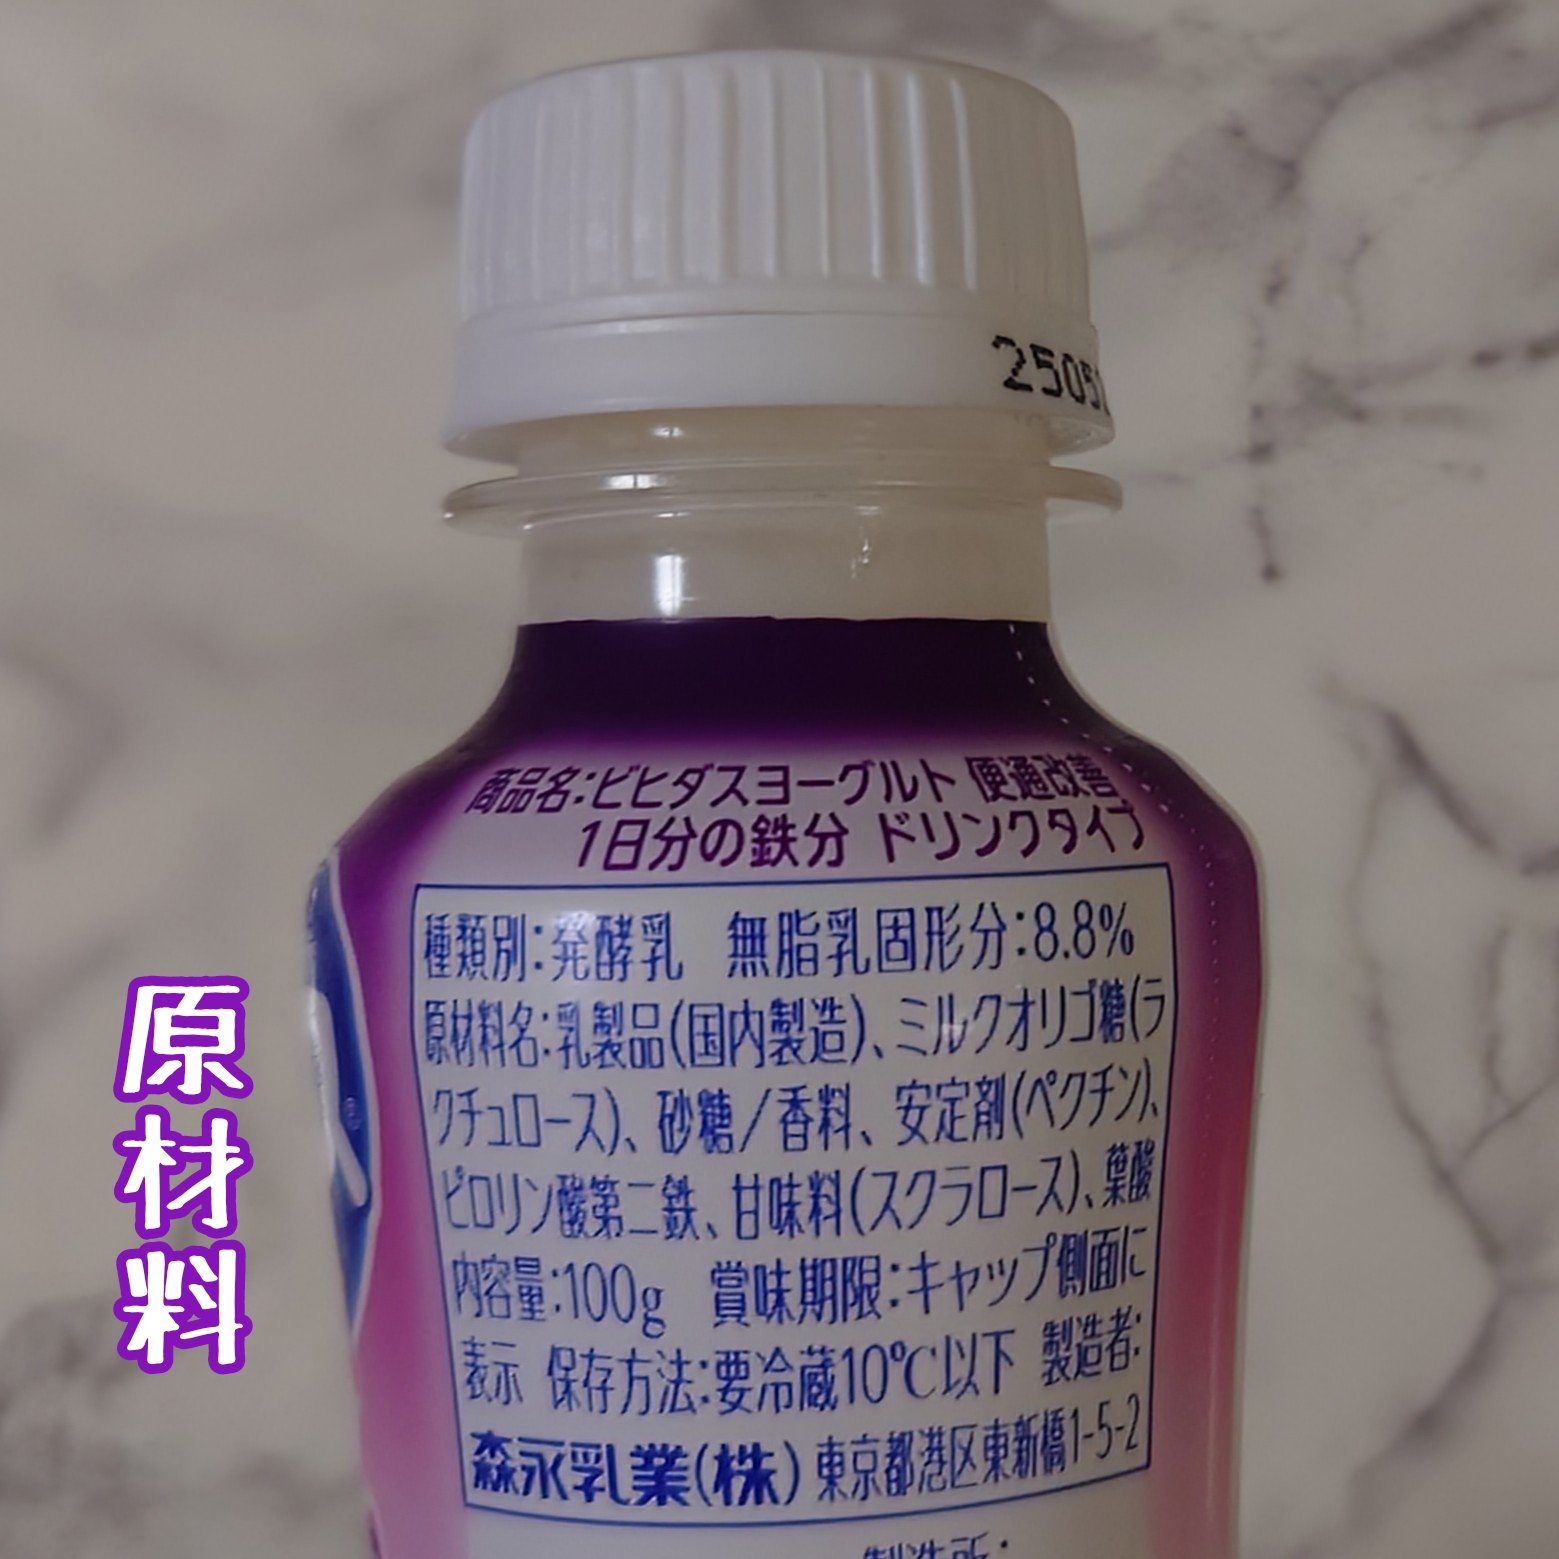 2505
商品名:ビヒダスヨーグルト 便通改善
1日分の鉄分 ドリンクタイプ
種類別:発酵乳 無脂乳固形分:8.8%
原材料名:乳製品(国内製造)、ミルクオリゴ糖(ラ
クチュロース)、砂糖/香料、安定剤(ペクチン)、
ピロリン酸第二鉄、甘味料(スクラロース)、葉酸
内容量:100g 賞味期限:キャップ側面に
表示 保存方法:要冷蔵10℃以下 製造者:
森永乳業(株) 東京都港区東新橋1-5-2
製造所:
原材料